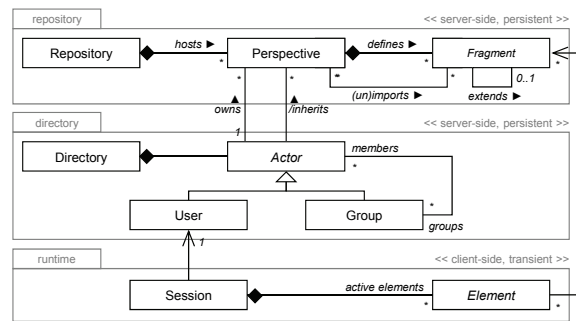 repository
<< server-side, persistent >>
Repository
hosts ►
*
Perspective
defines ►
*
Fragment
*
*
*
*
*
0..1
(un)imports ►
extends ►
owns
/inherits
directory
<< server-side, persistent >>
1
Directory
Actor
members
*
*
User
Group
groups
1
runtime
<< client-side, transient >>
Session
active elements
*
Element
*